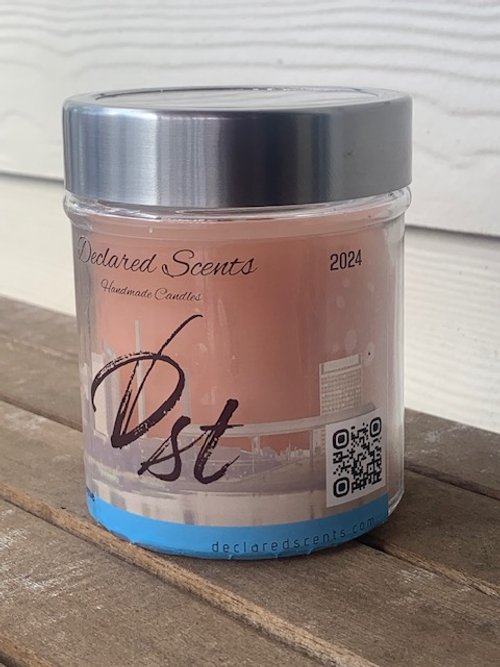 Declared Scents
2024
Handmade Candles
Dst
declaredscents.com